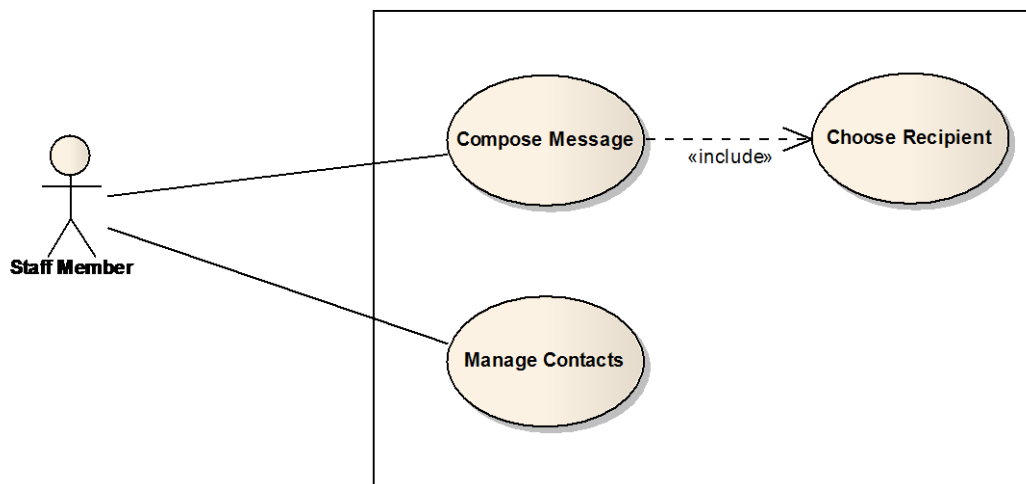 Compose Message
«include»
Choose Recipient
Staff Member
Manage Contacts